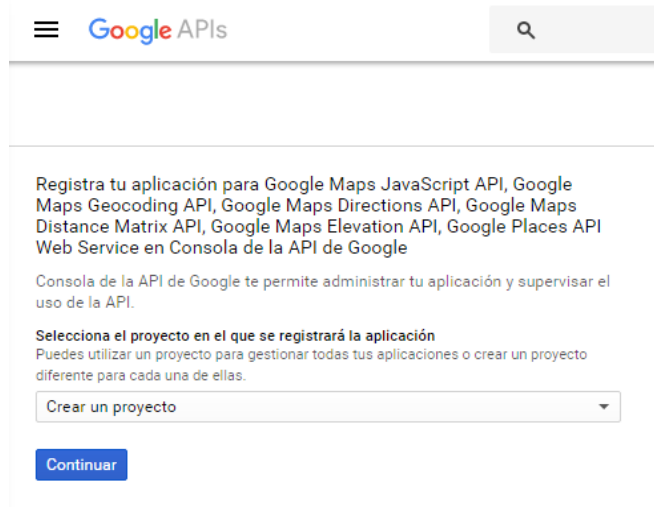 Google APIs
Registra tu aplicación para Google Maps JavaScript API, Google
Maps Geocoding API, Google Maps Directions API, Google Maps
Distance Matrix API, Google Maps Elevation API, Google Places API
Web Service en Consola de la API de Google
Consola de la API de Google te permite administrar tu aplicación y supervisar el
uso de la API.
Selecciona el proyecto en el que se registrará la aplicación
Puedes utilizar un proyecto para gestionar todas tus aplicaciones o crear un proyecto
diferente para cada una de ellas.
Crear un proyecto
Continuar